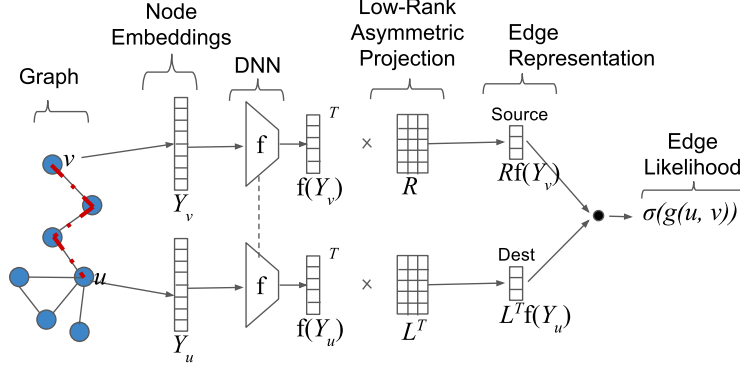 Low-Rank
Asymmetric
Projection
Node
Embeddings
Edge
Representation
DNN
Graph
Source
T
f
×
v
f(Y_v)
R
Rf(Y_v)
Y_v
Edge
Likelihood
σ(g(u, v))
Dest
T
u
f
×
f(Y_u)
L^T
L^T f(Y_u)
Y_u